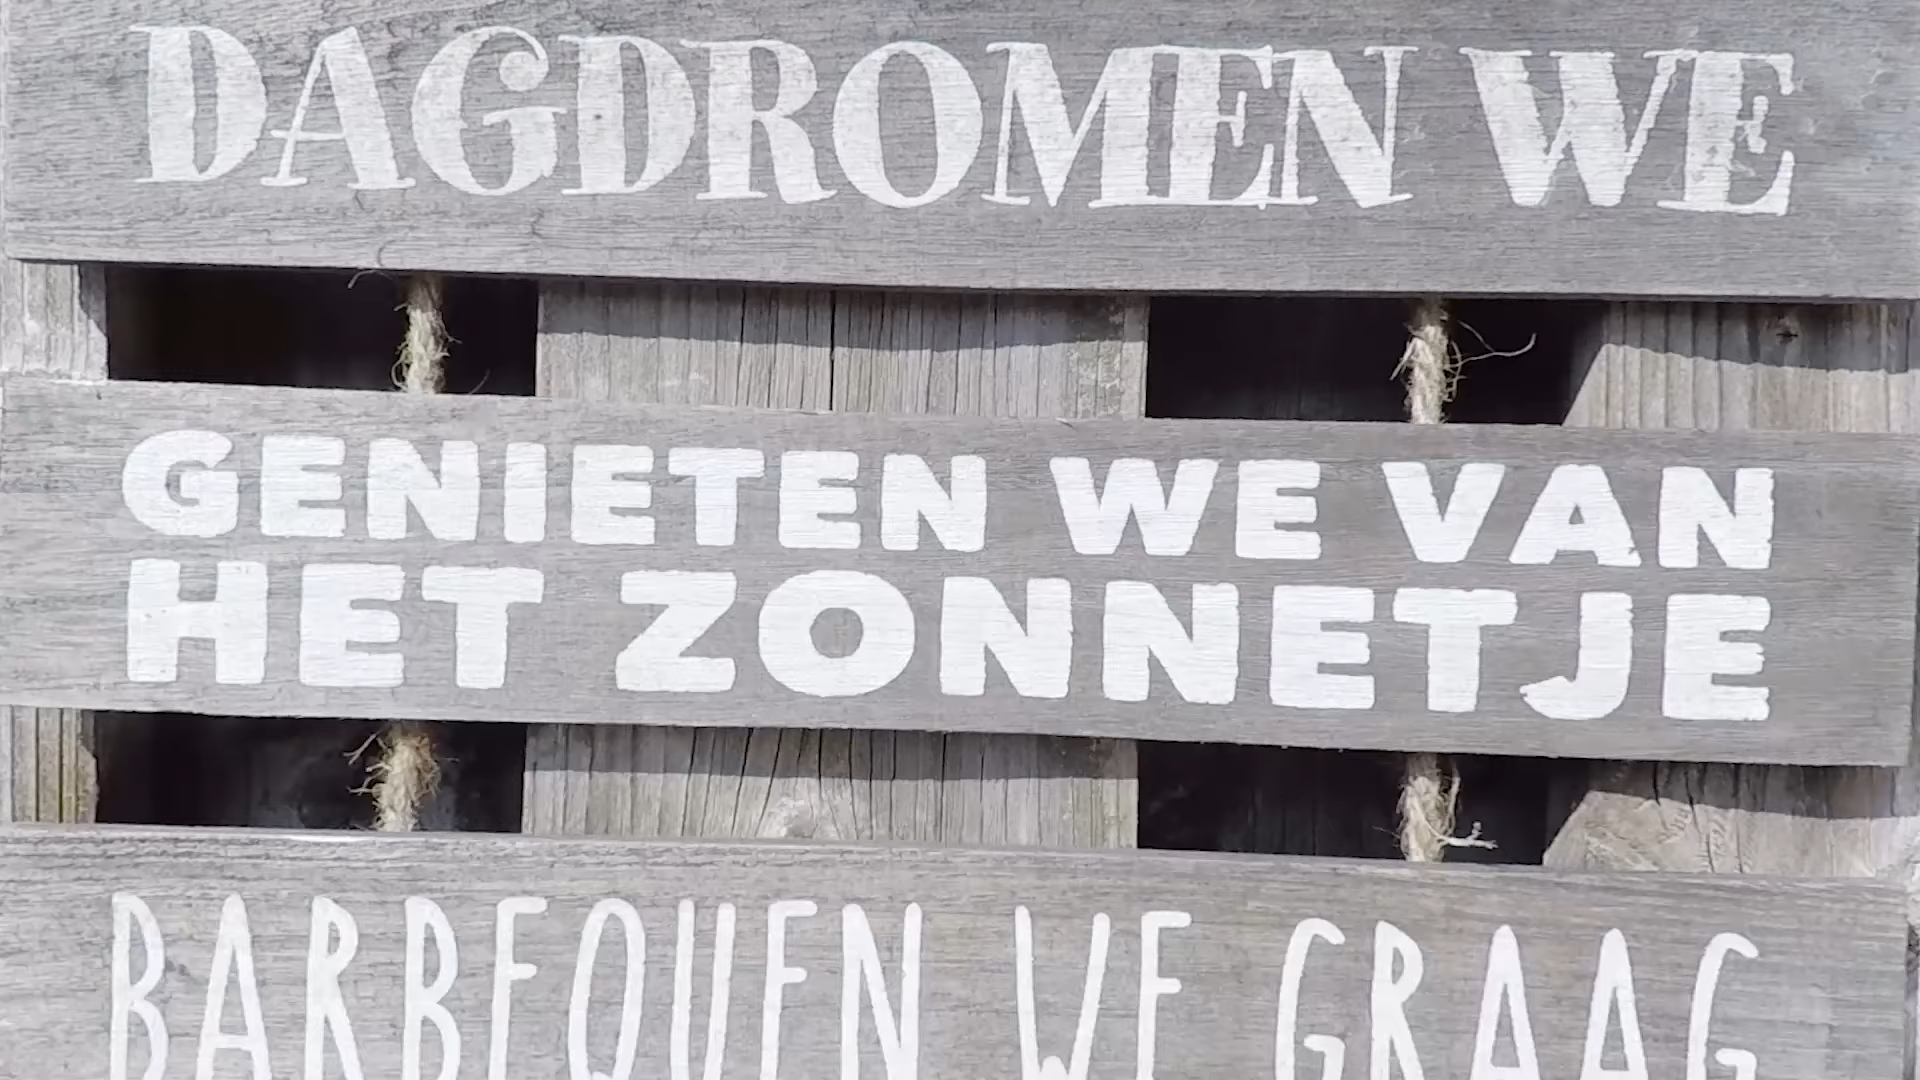 DAGDROMEN WE
GENIETEN WE VAN
HET ZONNETJE
BARBEQUEN WE GRAAG